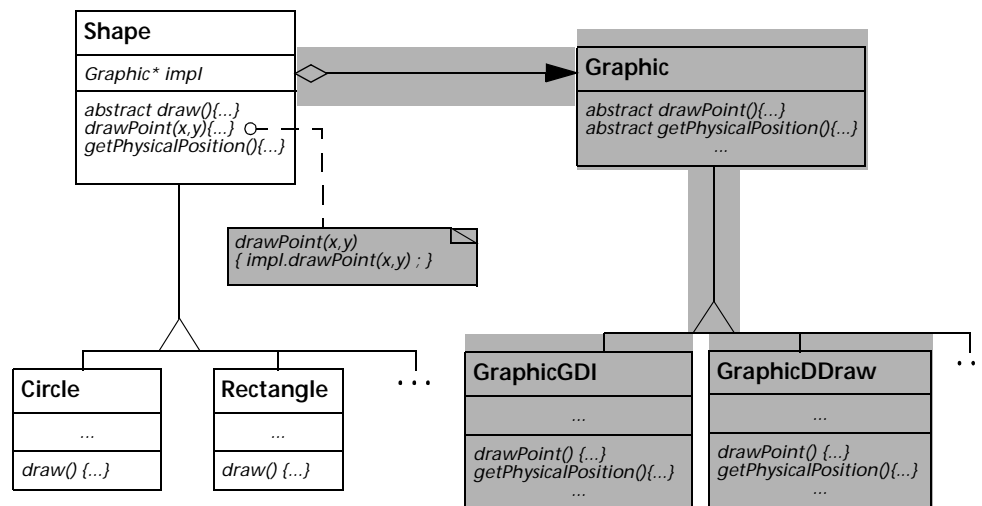 Shape
Graphic* impl
abstract draw(){...}
drawPoint(x,y){...}
getPhysicalPosition(){...}
Graphic
abstract drawPoint(){...}
abstract getPhysicalPosition(){...}
...
drawPoint(x,y)
{ impl.drawPoint(x,y) ; }
Circle
...
draw() {...}
Rectangle
...
draw() {...}
...
GraphicGDI
...
drawPoint() {...}
getPhysicalPosition(){...}
...
GraphicDDraw
...
drawPoint() {...}
getPhysicalPosition(){...}
...
..